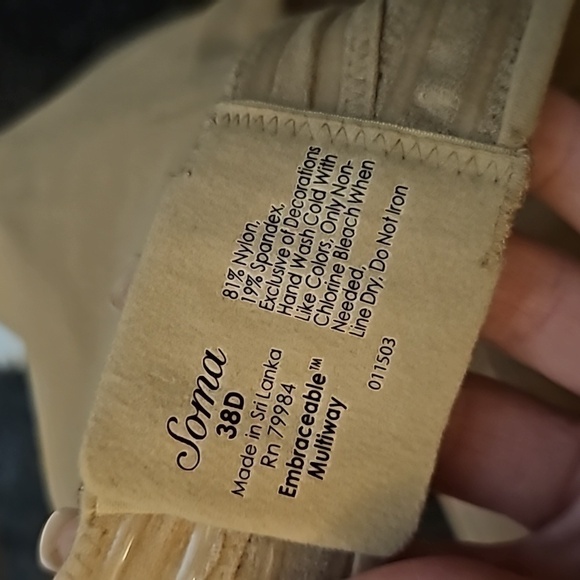 Soma
38D
Made in Sri Lanka
Rn 79984
Embraceable™
Multiway
81% Nylon,
19% Spandex,
Exclusive of Decorations
Hand Wash Cold With
Like Colors, Only Non-
Chlorine Bleach When
Needed,
Line Dry, Do Not Iron
011503